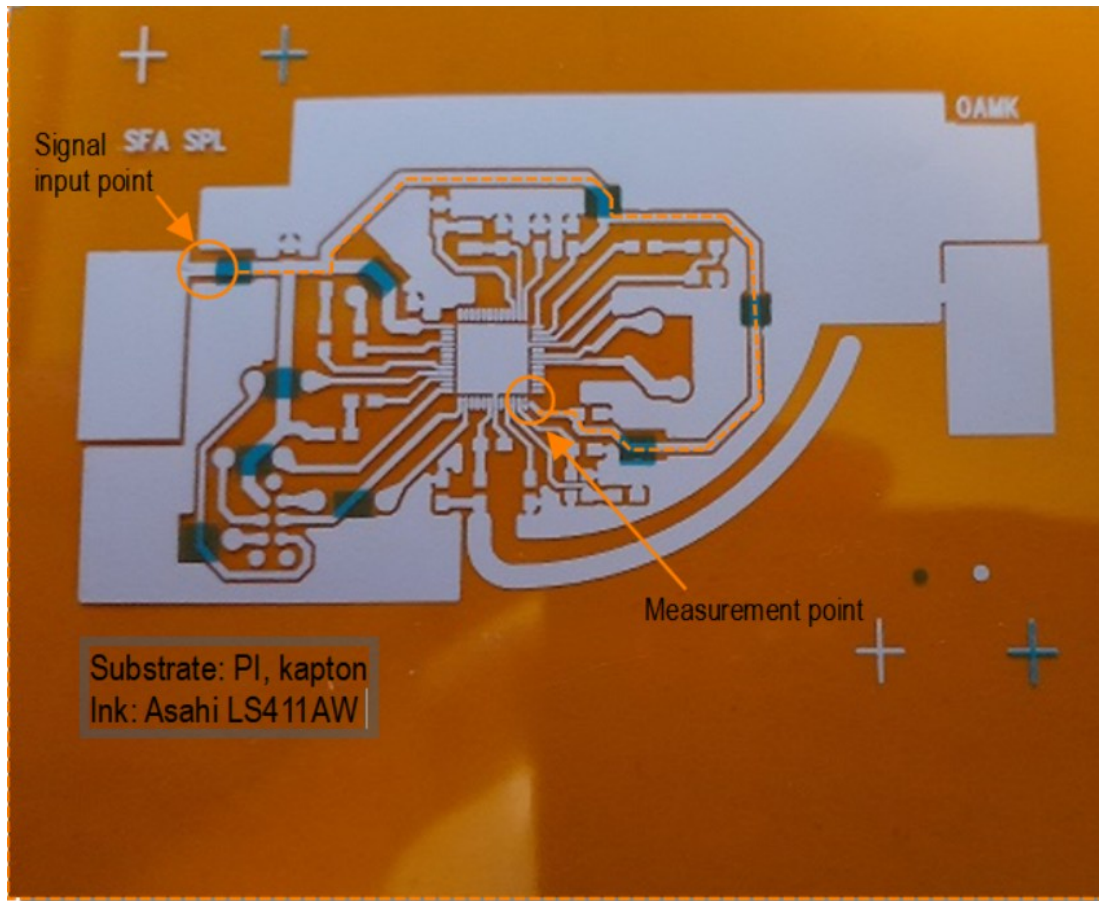 OAMK
SFA SPL
Signal
input point
Measurement point
Substrate: PI, kapton
Ink: Asahi LS411AW